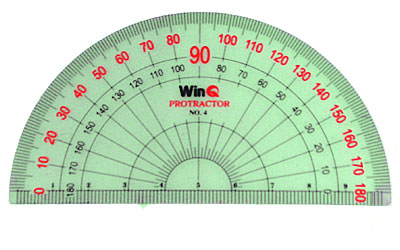 0 10 20 30 40 50 60 70 80 90 100 110 120 130 140 150 160 170 180
180 170 160 150 140 130 120 110 100 80 70 60 50 40 30 20 10 0
WinQ
PROTRACTOR
NO. 4
1 2 3 4 5 6 7 8 9